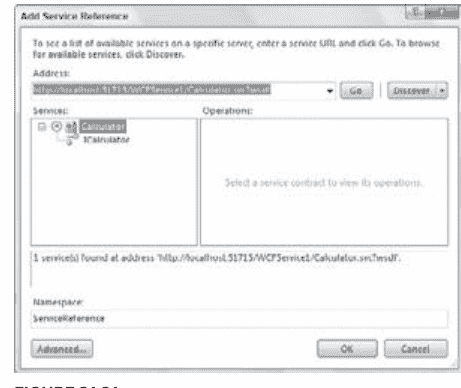 Add Service Reference
To see a list of available services on a specific server, enter a service URL and click Go. To browse
for available services, click Discover.
Address:
http://localhost:51715/WCFService1/Calculator.svc?wsdl
Go
Discover
Services:
Operations:
Calculator
ICalculator
Select a service contract to view its operations.
1 service(s) found at address 'http://localhost:51715/WCFService1/Calculator.svc?wsdl'.
Namespace:
ServiceReference
Advanced...
OK
Cancel